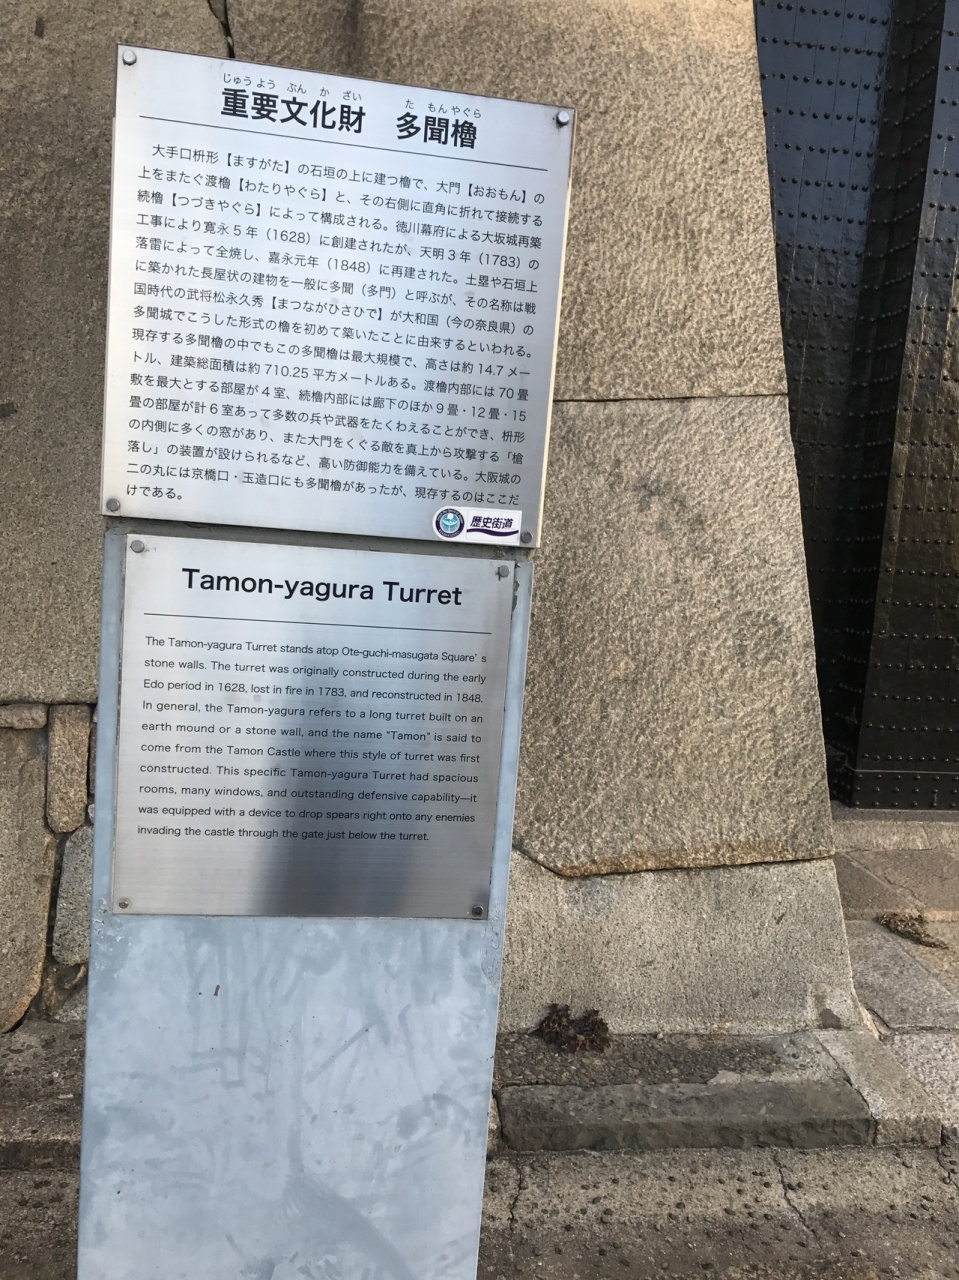 じゅうようぶんかざい たもんやぐら
重要文化財 多聞櫓
大手口枡形【ますがた】の石垣の上に建つ櫓で、大門【おおもん】の
上をまたぐ渡櫓【わたりやぐら】と、その右側に直角に折れて接続する
続櫓【つづきやぐら】によって構成される。徳川幕府による大坂城再築
工事により寛永5年（1628）に創建されたが、天明3年（1783）の
落雷によって全焼し、嘉永元年（1848）に再建された。土塁や石垣上
に築かれた長屋状の建物を一般に多聞（多門）と呼ぶが、その名称は戦
国時代の武将松永久秀【まつながひさひで】が大和国（今の奈良県）の
多聞城でこうした形式の櫓を初めて築いたことに由来するといわれる。
現存する多聞櫓の中でもこの多聞櫓は最大規模で、高さは約14.7メー
トル、建築総面積は約710.25平方メートルある。渡櫓内部には70畳
敷を最大とする部屋が4室、続櫓内部には廊下のほか9畳・12畳・15
畳の部屋が計6室あって多数の兵や武器をたくわえることができ、枡形
の内側に多くの窓があり、また大門をくぐる敵を真上から攻撃する「槍
落し」の装置が設けられるなど、高い防御能力を備えている。大阪城の
二の丸には京橋口・玉造口にも多聞櫓があったが、現存するのはここだ
けである。
歴史街道
Tamon-yagura Turret
The Tamon-yagura Turret stands atop Ote-guchi-masugata Square's
stone walls. The turret was originally constructed during the early
Edo period in 1628, lost in fire in 1783, and reconstructed in 1848.
In general, the Tamon-yagura refers to a long turret built on an
earth mound or a stone wall, and the name "Tamon" is said to
come from the Tamon Castle where this style of turret was first
constructed. This specific Tamon-yagura Turret had spacious
rooms, many windows, and outstanding defensive capability—it
was equipped with a device to drop spears right onto any enemies
invading the castle through the gate just below the turret.